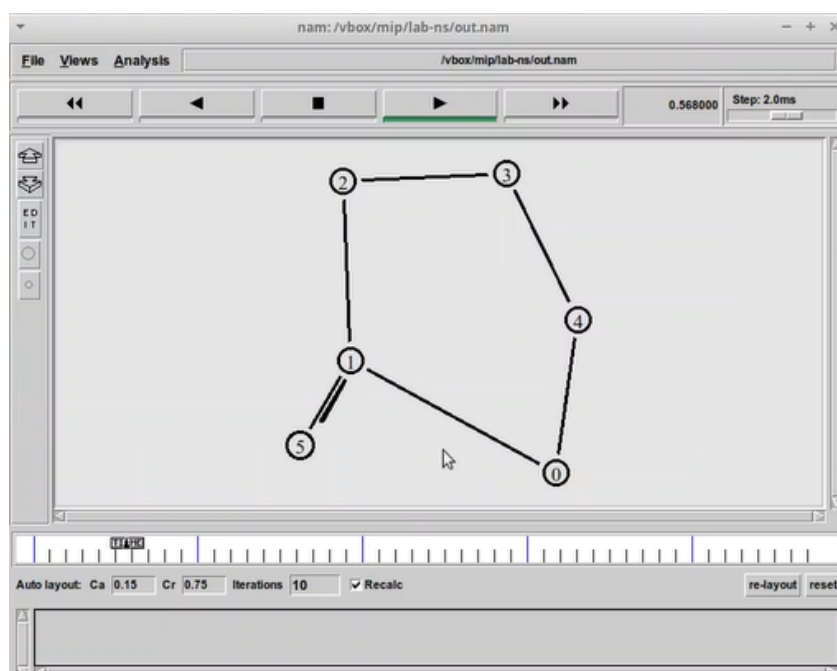 nam: /vbox/mip/lab-ns/out.nam
File Views Analysis /vbox/mip/lab-ns/out.nam
0.568000 Step: 2.0ms
ED
IT
2
3
4
1
5
0
TIME
Auto layout: Ca 0.15 Cr 0.75 Iterations 10 Recalc re-layout reset